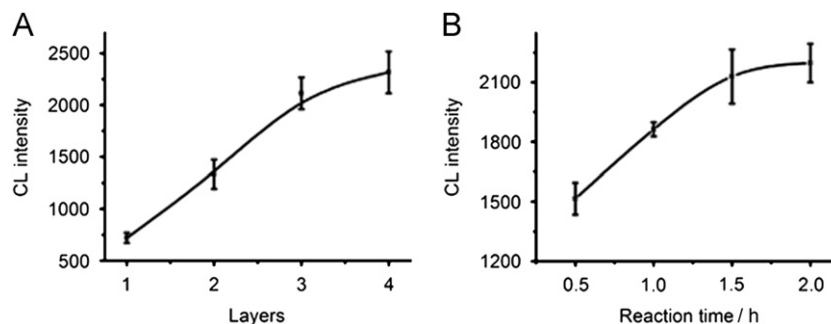 A
CL intensity
2500
2000
1500
1000
500
1 2 3 4
Layers
B
CL intensity
2100
1800
1500
1200
0.5 1.0 1.5 2.0
Reaction time / h